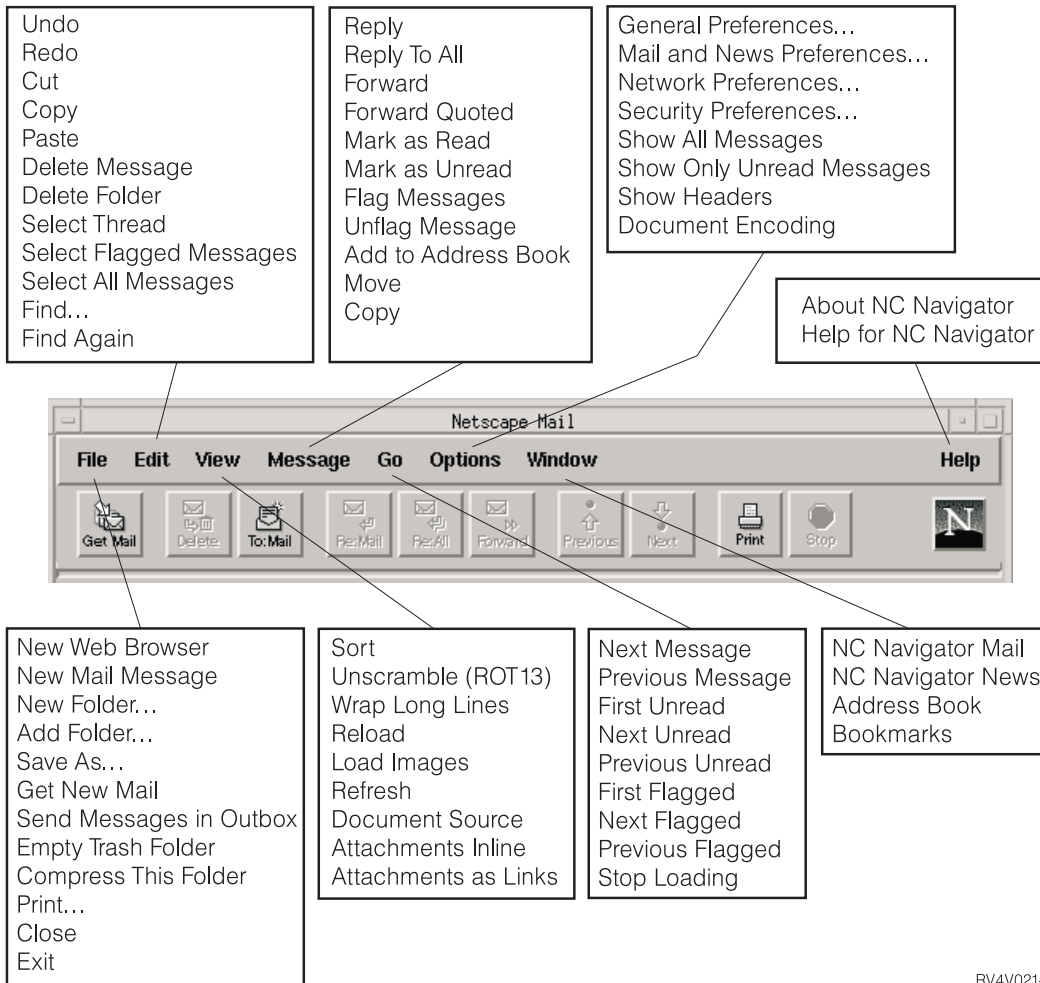 Undo
Redo
Cut
Copy
Paste
Delete Message
Delete Folder
Select Thread
Select Flagged Messages
Select All Messages
Find...
Find Again
Reply
Reply To All
Forward
Forward Quoted
Mark as Read
Mark as Unread
Flag Messages
Unflag Message
Add to Address Book
Move
Copy
General Preferences...
Mail and News Preferences...
Network Preferences...
Security Preferences...
Show All Messages
Show Only Unread Messages
Show Headers
Document Encoding
About NC Navigator
Help for NC Navigator
Netscape Mail
File Edit View Message Go Options Window Help
Get Mail Delete To:Mail Re:Mail Re:All Forward Previous Next Print Stop N
New Web Browser
New Mail Message
New Folder...
Add Folder...
Save As...
Get New Mail
Send Messages in Outbox
Empty Trash Folder
Compress This Folder
Print...
Close
Exit
Sort
Unscramble (ROT13)
Wrap Long Lines
Reload
Load Images
Refresh
Document Source
Attachments Inline
Attachments as Links
Next Message
Previous Message
First Unread
Next Unread
Previous Unread
First Flagged
Next Flagged
Previous Flagged
Stop Loading
NC Navigator Mail
NC Navigator News
Address Book
Bookmarks